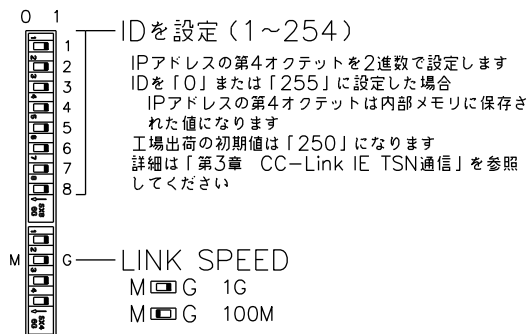 0 1
IDを設定(1~254)
1
2
3
4
5
6
7
8
IPアドレスの第4オクテットを2進数で設定します
IDを「0」または「255」に設定した場合
IPアドレスの第4オクテットは内部メモリに保存さ
れた値になります
工場出荷の初期値は「250」になります
詳細は「第3章 CC-Link IE TSN通信」を参照
してください
M G
LINK SPEED
M G 1G
M G 100M